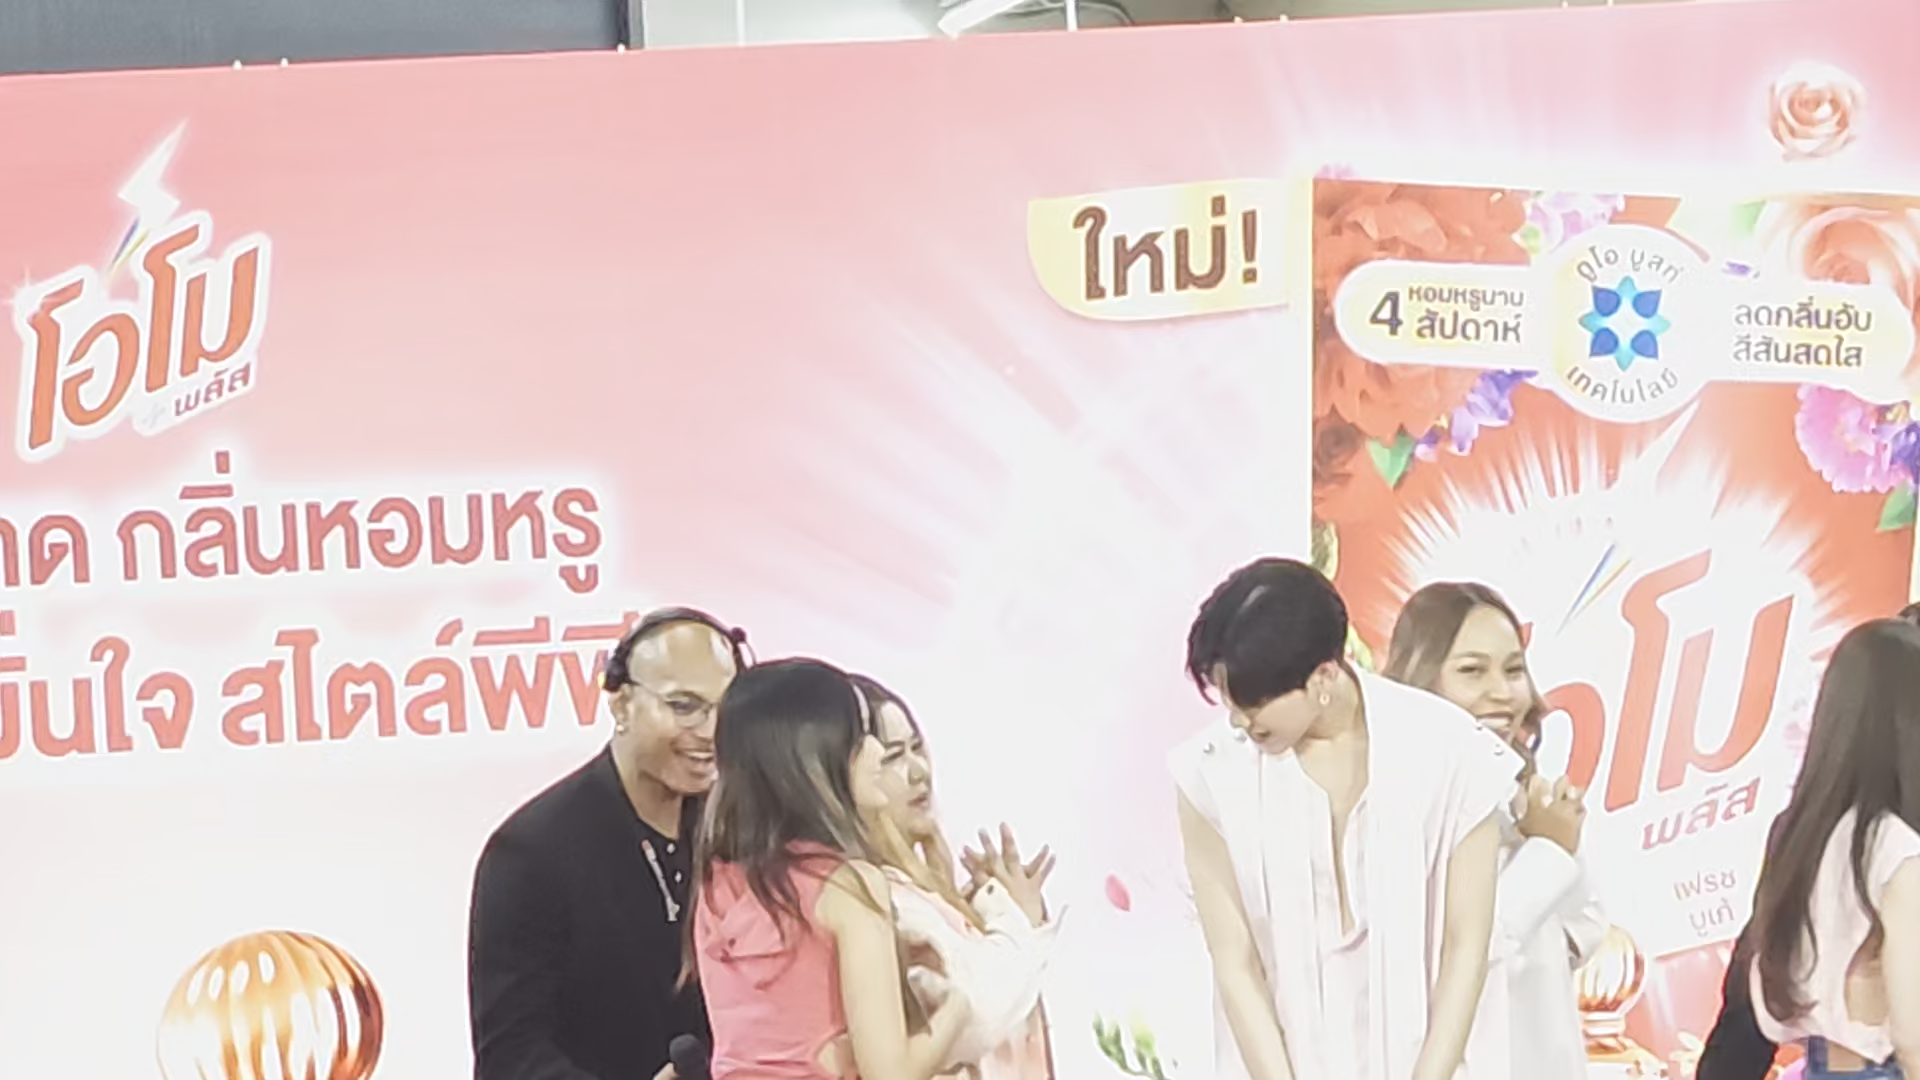 โอโม
+พลัส
กลิ่นหอมหรู
สไตล์พีพี
ใหม่!
4 หอมหรูนาน
สัปดาห์
ดูโอ บูสท์
เทคโนโลยี
ลดกลิ่นอับ
สีสันสดใส
โอโม
พลัส
เฟรช
บูเก้